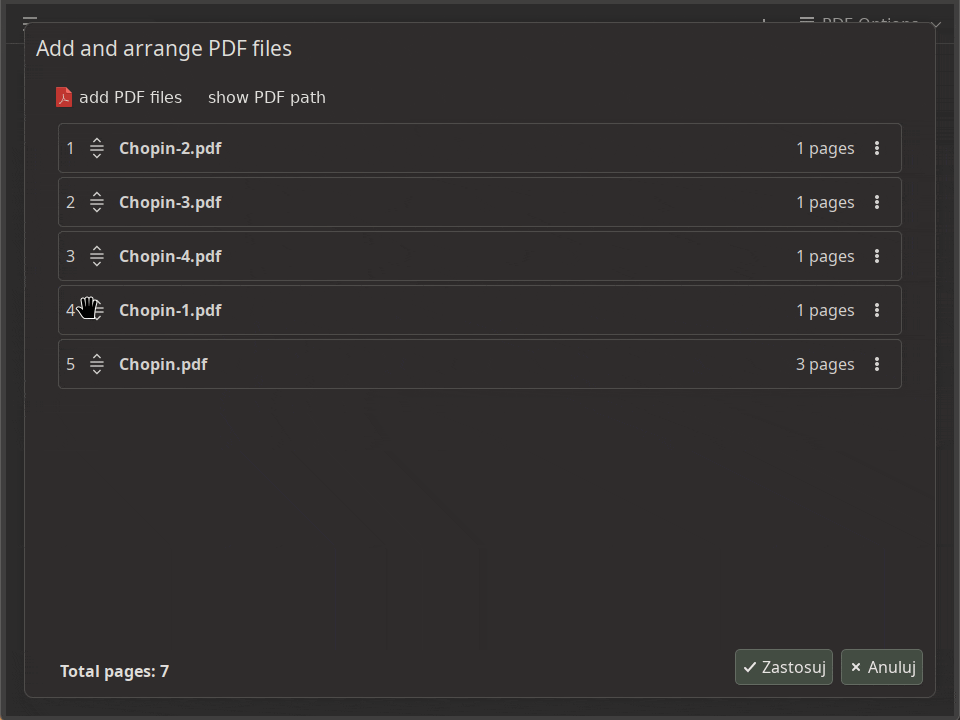 PDF Options
Add and arrange PDF files
add PDF files show PDF path
1 Chopin-2.pdf 1 pages
2 Chopin-3.pdf 1 pages
3 Chopin-4.pdf 1 pages
4 Chopin-1.pdf 1 pages
5 Chopin.pdf 3 pages
Total pages: 7 Zastosuj Anuluj